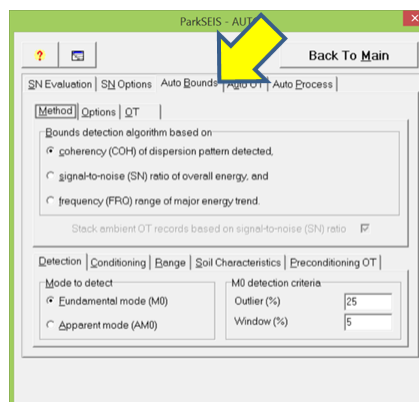 ParkSEIS - AUT
?
Back To Main
SN Evaluation | SN Options | Auto Bounds | Auto OT | Auto Process
Method | Options | OT
Bounds detection algorithm based on
coherency (COH) of dispersion pattern detected,
signal-to-noise (SN) ratio of overall energy, and
frequency (FRQ) range of major energy trend.
Stack ambient OT records based on signal-to-noise (SN) ratio
Detection | Conditioning | Range | Soil Characteristics | Preconditioning OT
Mode to detect
Fundamental mode (M0)
Apparent mode (AM0)
M0 detection criteria
Outlier (%) 25
Window (%) 5